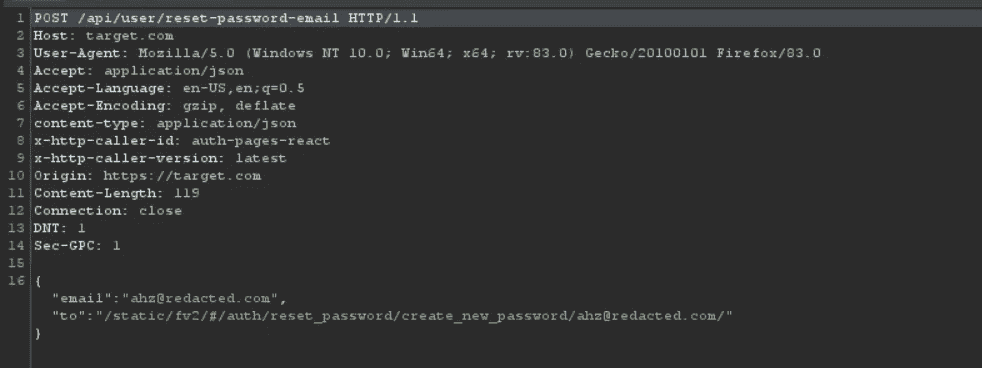 1 POST /api/user/reset-password-email HTTP/1.1
2 Host: target.com
3 User-Agent: Mozilla/5.0 (Windows NT 10.0; Win64; x64; rv:83.0) Gecko/20100101 Firefox/83.0
4 Accept: application/json
5 Accept-Language: en-US,en;q=0.5
6 Accept-Encoding: gzip, deflate
7 content-type: application/json
8 x-http-caller-id: auth-pages-react
9 x-http-caller-version: latest
10 Origin: https://target.com
11 Content-Length: 119
12 Connection: close
13 DNT: 1
14 Sec-GPC: 1
15
16 {
"email":"ahz@redacted.com",
"to":"/static/fv2/#/auth/reset_password/create_new_password/ahz@redacted.com/"
}